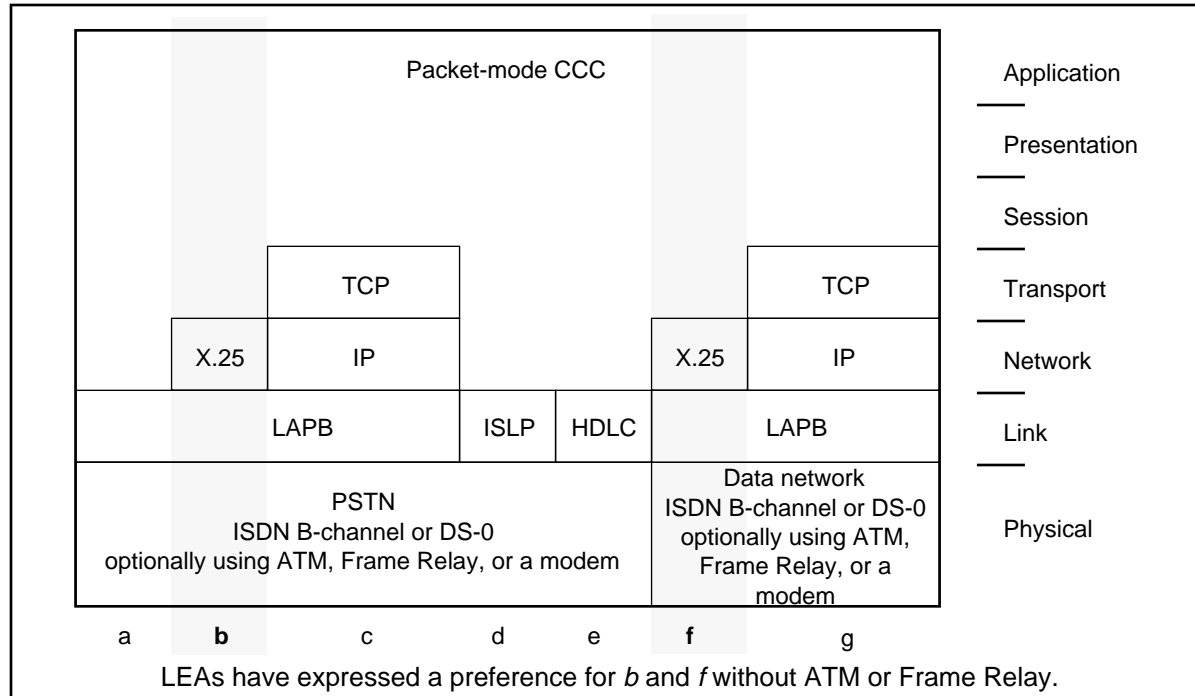 Packet-mode CCC
Application
Presentation
Session
TCP
TCP
Transport
X.25
IP
X.25
IP
Network
LAPB
ISLP
HDLC
LAPB
Link
PSTN
ISDN B-channel or DS-0
optionally using ATM, Frame Relay, or a modem
Data network
ISDN B-channel or DS-0
optionally using ATM,
Frame Relay, or a
modem
Physical
a
b
c
d
e
f
g
LEAs have expressed a preference for b and f without ATM or Frame Relay.